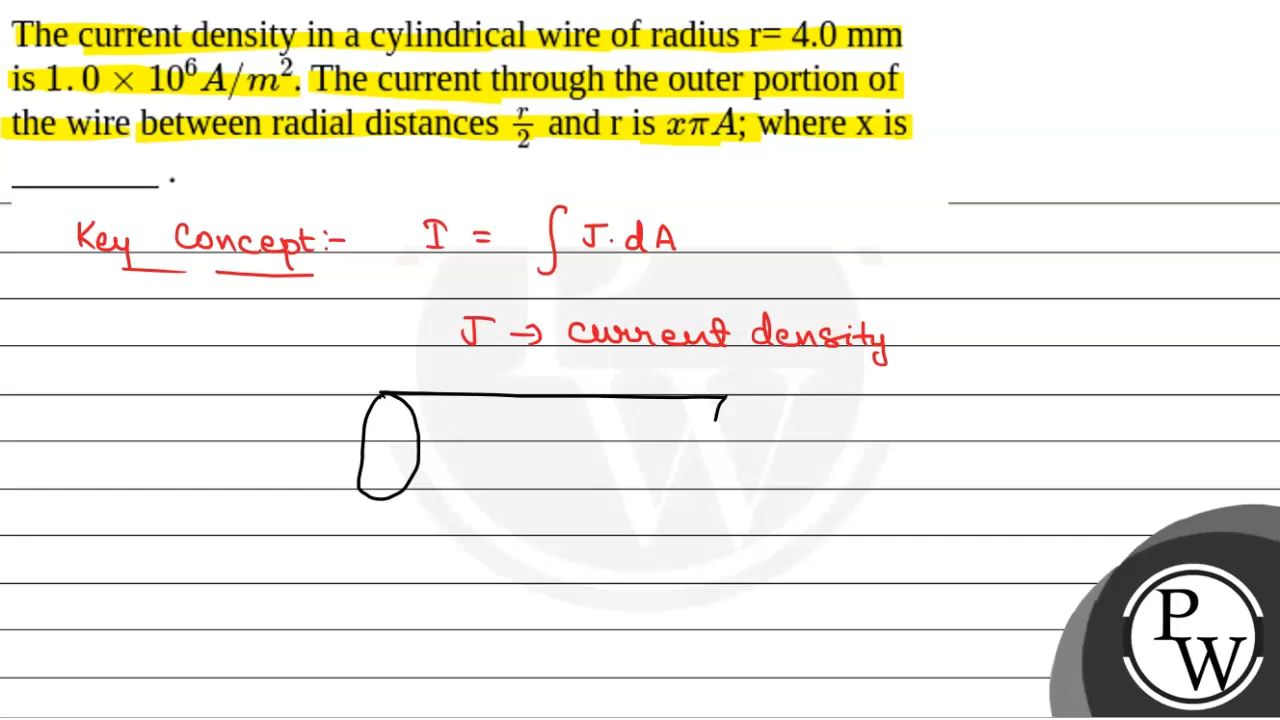 The current density in a cylindrical wire of radius r= 4.0 mm
is 1.0 × 10⁶ A/m². The current through the outer portion of
the wire between radial distances r/2 and r is xπA; where x is
________ .
Key Concept:- I = ∫ J. dA
J → current density
PW
P
W